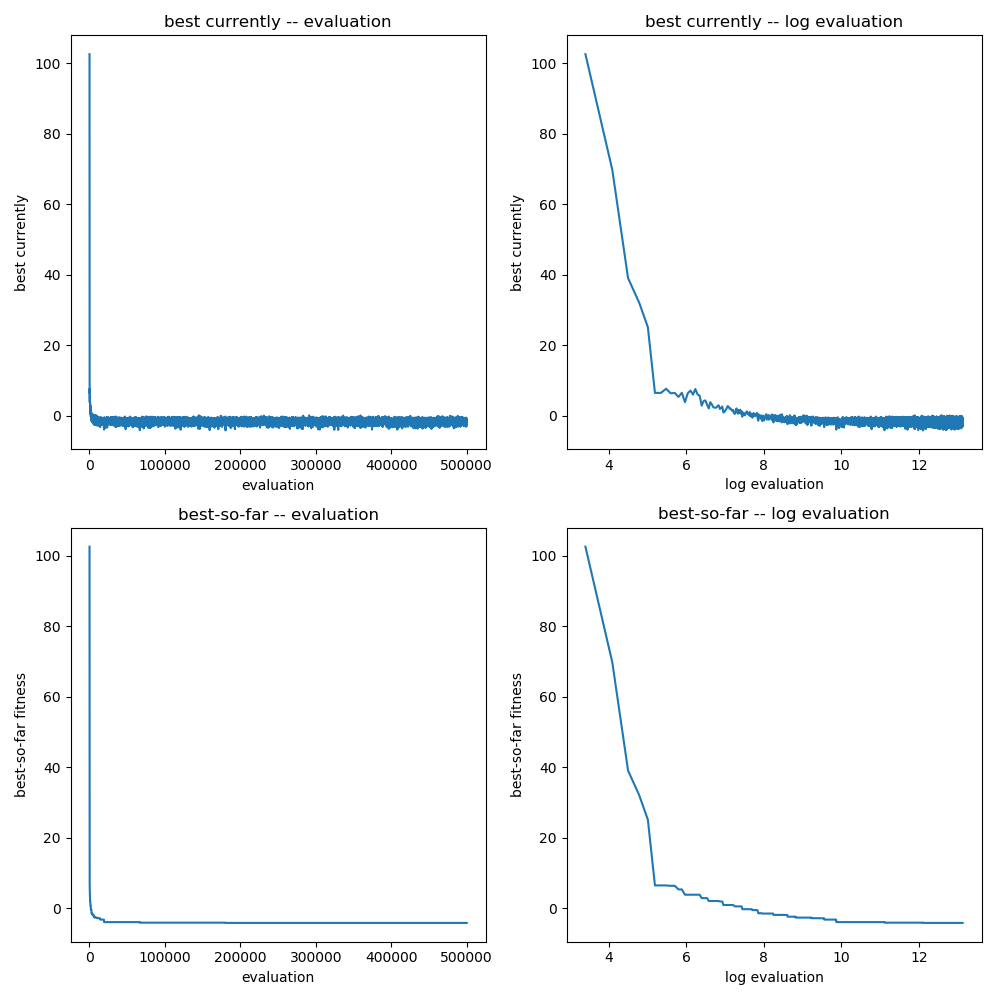 best currently -- evaluation
best currently
100
80
60
40
20
0
0 100000 200000 300000 400000 500000
evaluation
best currently -- log evaluation
best currently
100
80
60
40
20
0
4 6 8 10 12
log evaluation
best-so-far -- evaluation
best-so-far fitness
100
80
60
40
20
0
0 100000 200000 300000 400000 500000
evaluation
best-so-far -- log evaluation
best-so-far fitness
100
80
60
40
20
0
4 6 8 10 12
log evaluation